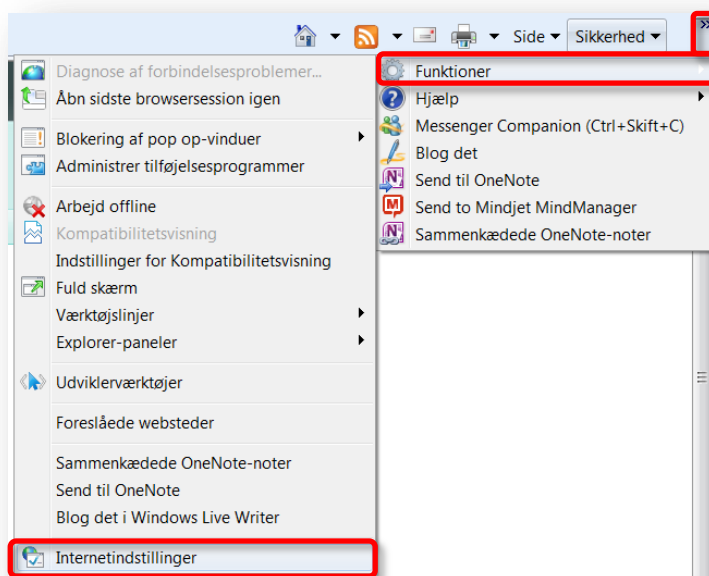 Side Sikkerhed »
Funktioner
Hjælp
Messenger Companion (Ctrl+Skift+C)
Blog det
Send til OneNote
Send to Mindjet MindManager
Sammenkædede OneNote-noter
Diagnose af forbindelsesproblemer...
Åbn sidste browsersession igen
Blokering af pop op-vinduer
Administrer tilføjelsesprogrammer
Arbejd offline
Kompatibilitetsvisning
Indstillinger for Kompatibilitetsvisning
Fuld skærm
Værktøjslinjer
Explorer-paneler
Udviklerværktøjer
Foreslåede websteder
Sammenkædede OneNote-noter
Send til OneNote
Blog det i Windows Live Writer
Internetindstillinger